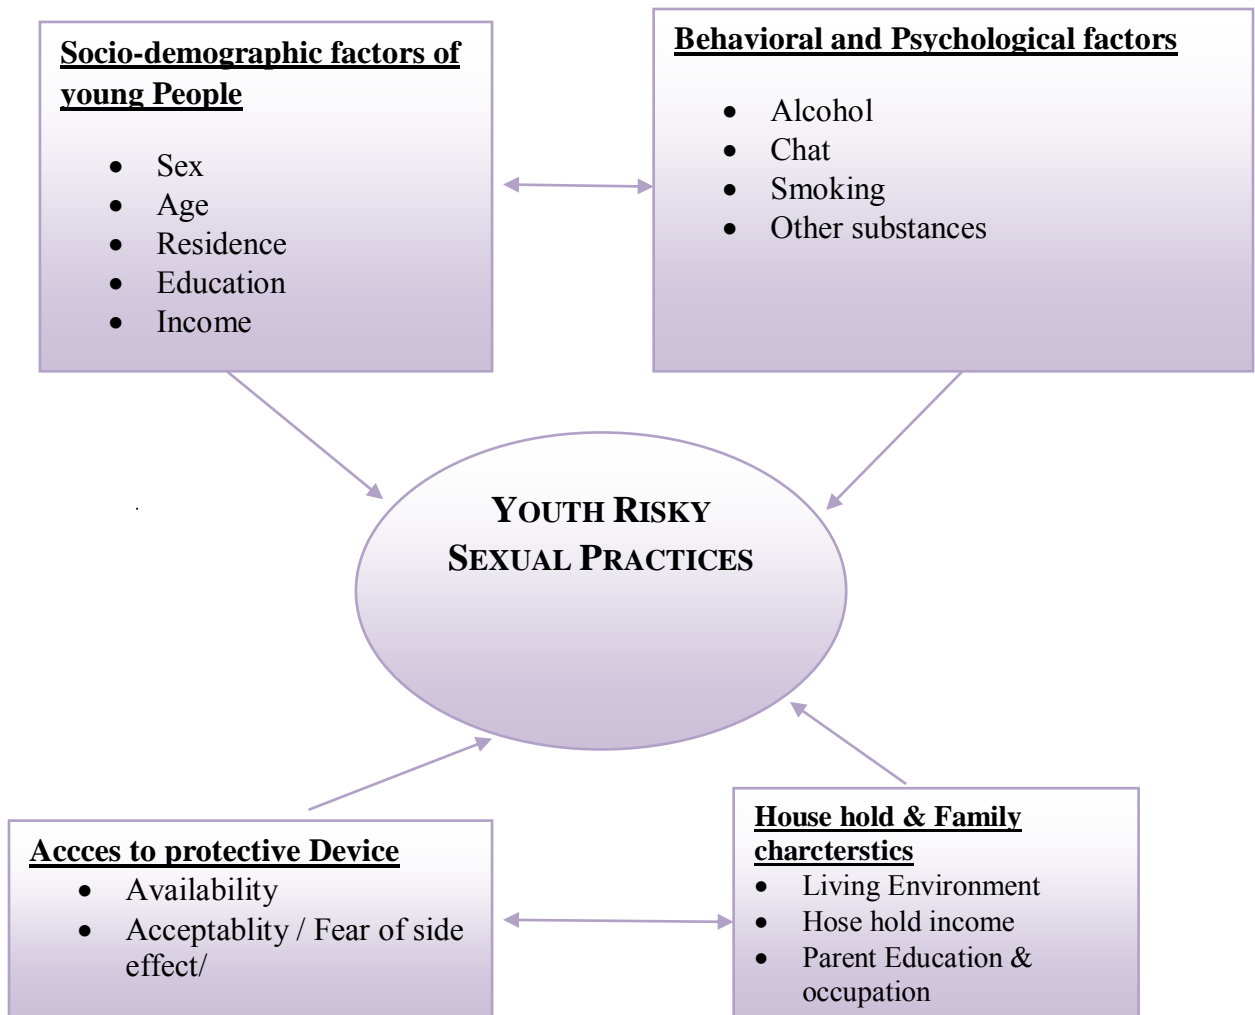 Socio-demographic factors of
young People
• Sex
• Age
• Residence
• Education
• Income
Behavioral and Psychological factors
• Alcohol
• Chat
• Smoking
• Other substances
YOUTH RISKY
SEXUAL PRACTICES
Accces to protective Device
• Availability
• Acceptablity / Fear of side
effect/
House hold & Family
charcterstics
• Living Environment
• Hose hold income
• Parent Education &
occupation